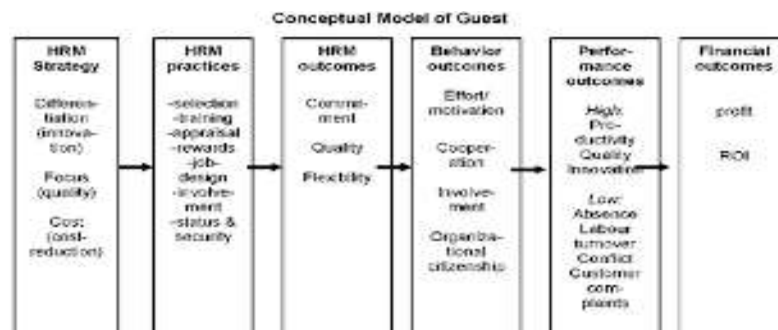 Conceptual Model of Guest
HRM
Strategy
Differen-
tiation
(innova-
tion)
Focus
(quality)
Cost
(cost-
reduction)
HRM
practices
-selection
-training
-appraisal
-rewards
-job-
design
-involve-
ment
-status &
security
HRM
outcomes
Commit-
ment
Quality
Flexibility
Behavior
outcomes
Effort/
motivation
Cooper-
ation
Involve-
ment
Organiza-
tional
citizenship
Perfor-
mance
outcomes
High:
Pro-
ductivity
Quality
Innovation
Low:
Absence
Labour
turnover
Conflict
Customer
com-
plaints
Financial
outcomes
profit
ROI